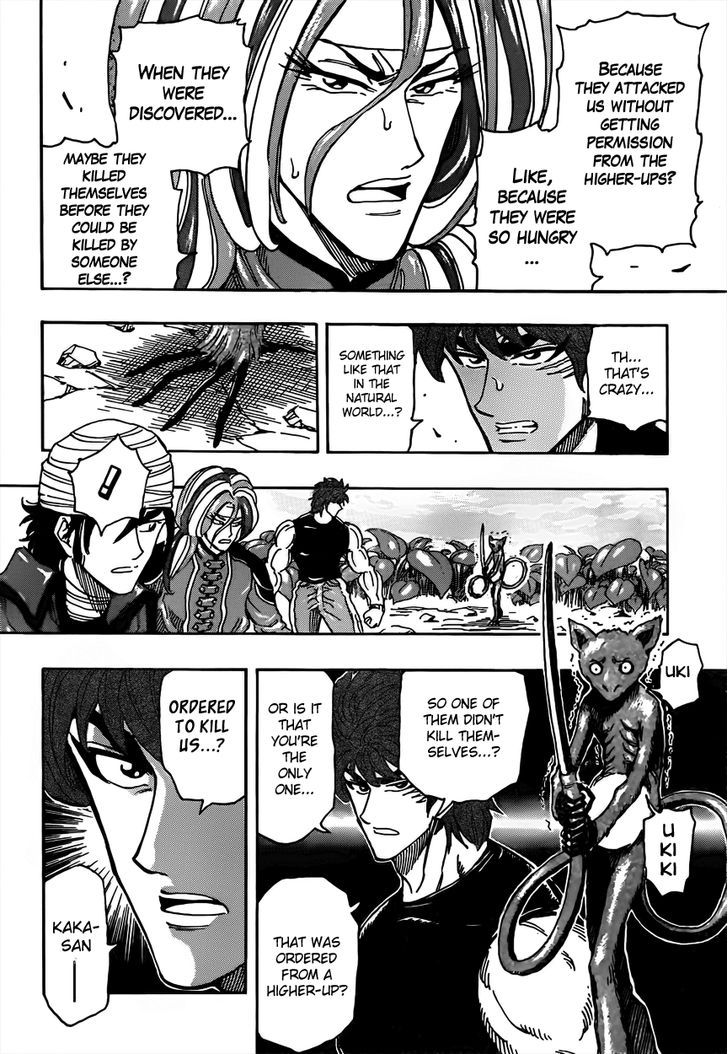 BECAUSE
THEY ATTACKED
US WITHOUT
GETTING
PERMISSION
FROM THE
HIGHER-UPS?
LIKE,
BECAUSE
THEY WERE
SO HUNGRY
...
WHEN THEY
WERE
DISCOVERED...
MAYBE THEY
KILLED
THEMSELVES
BEFORE THEY
COULD BE
KILLED BY
SOMEONE
ELSE...?
TH...
THAT'S
CRAZY...
SOMETHING
LIKE THAT
IN THE
NATURAL
WORLD...?
!
UKI
UKI
KI
SO ONE OF
THEM DIDN'T
KILL THEM-
SELVES...?
OR IS IT
THAT
YOU'RE
THE
ONLY
ONE...
THAT WAS
ORDERED
FROM A
HIGHER-UP?
ORDERED
TO KILL
US...?
KAKA-
SAN
—